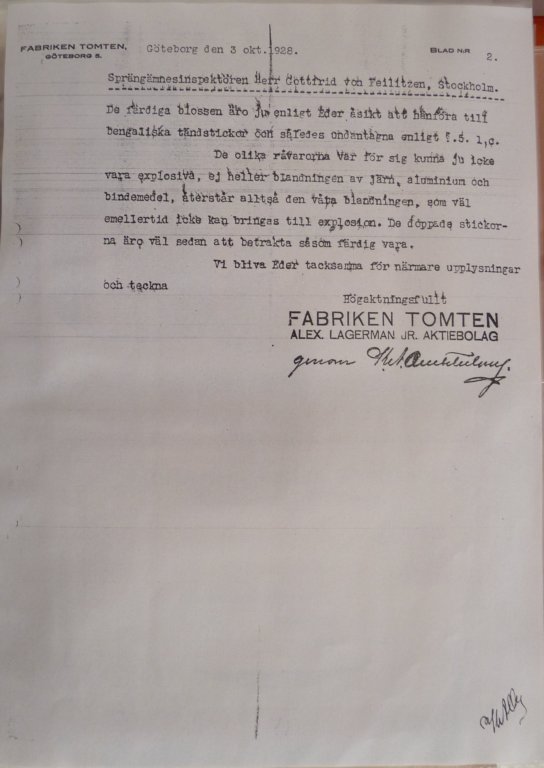 FABRIKEN TOMTEN,
GÖTEBORG 5.
Göteborg den 3 okt. 1928.
BLAD N:R 2.
Sprängämnesinspektören Herr Gottfrid von Feilitzen, Stockholm.
De färdiga blossen äro ju enligt Eder åsikt att hänföra till
bengaliska tändstickor och således undantagna enligt §.5. 1,c.
De olika råvarorna var för sig kunna ju icke
vara explosiva, ej heller blandningen av järn, aluminium och
bindemedel, återstår alltså den våta blandningen, som väl
emellertid icke kan bringas till explosion. De doppade stickor-
na äro väl sedan att betrakta såsom färdig vara.
Vi bliva Eder tacksamma för närmare upplysningar
och teckna
Högaktningsfullt
FABRIKEN TOMTEN
ALEX. LAGERMAN JR. AKTIEBOLAG
genom